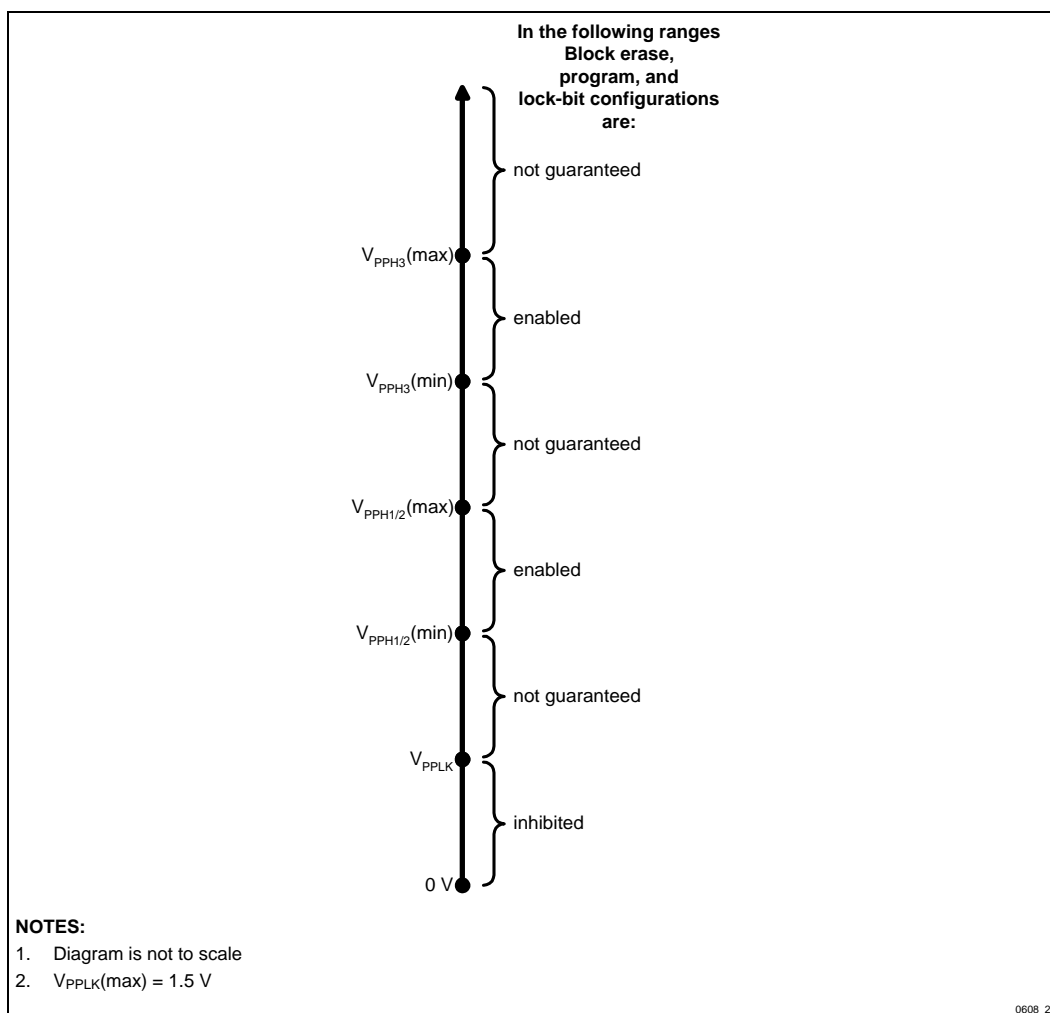 In the following ranges
Block erase,
program, and
lock-bit configurations
are:
not guaranteed
VPPH3(max)
enabled
VPPH3(min)
not guaranteed
VPPH1/2(max)
enabled
VPPH1/2(min)
not guaranteed
VPPLK
inhibited
0 V
NOTES:
1. Diagram is not to scale
2. VPPLK(max) = 1.5 V
0608_2